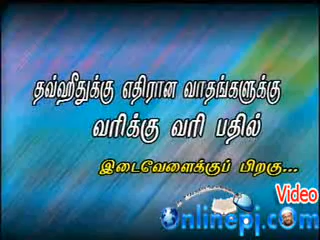 தவ்ஹீதுக்கு எதிரான வாதங்களுக்கு
வரிக்கு வரி பதில்
இடைவேளைக்குப் பிறகு...
Video
Onlinepj.com